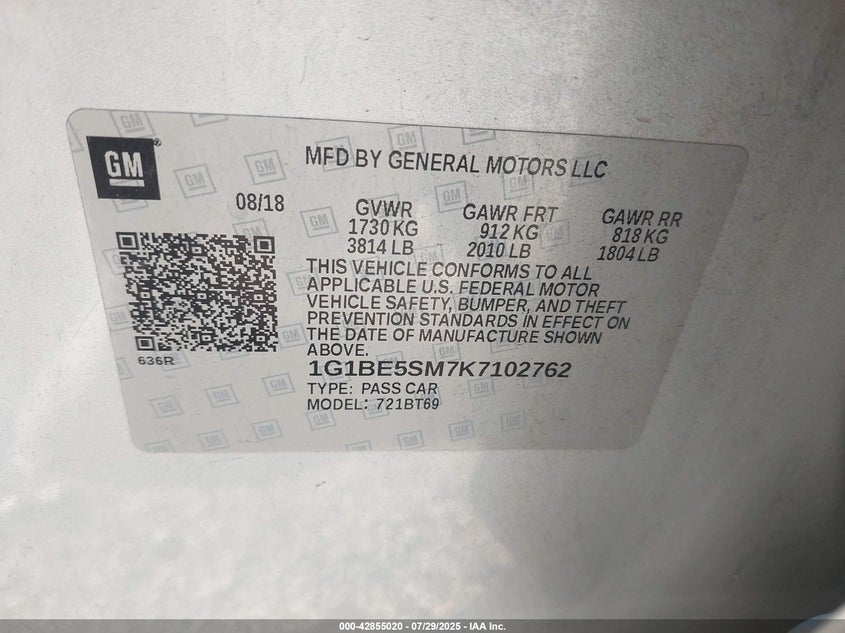 GM
MFD BY GENERAL MOTORS LLC
08/18
GVWR
1730 KG
3814 LB
GAWR FRT
912 KG
2010 LB
GAWR RR
818 KG
1804 LB
THIS VEHICLE CONFORMS TO ALL
APPLICABLE U.S. FEDERAL MOTOR
VEHICLE SAFETY, BUMPER, AND THEFT
PREVENTION STANDARDS IN EFFECT ON
THE DATE OF MANUFACTURE SHOWN
ABOVE.
636R
1G1BE5SM7K7102762
TYPE: PASS CAR
MODEL: 721BT69
000-42855020 - 07/29/2025 - IAA Inc.